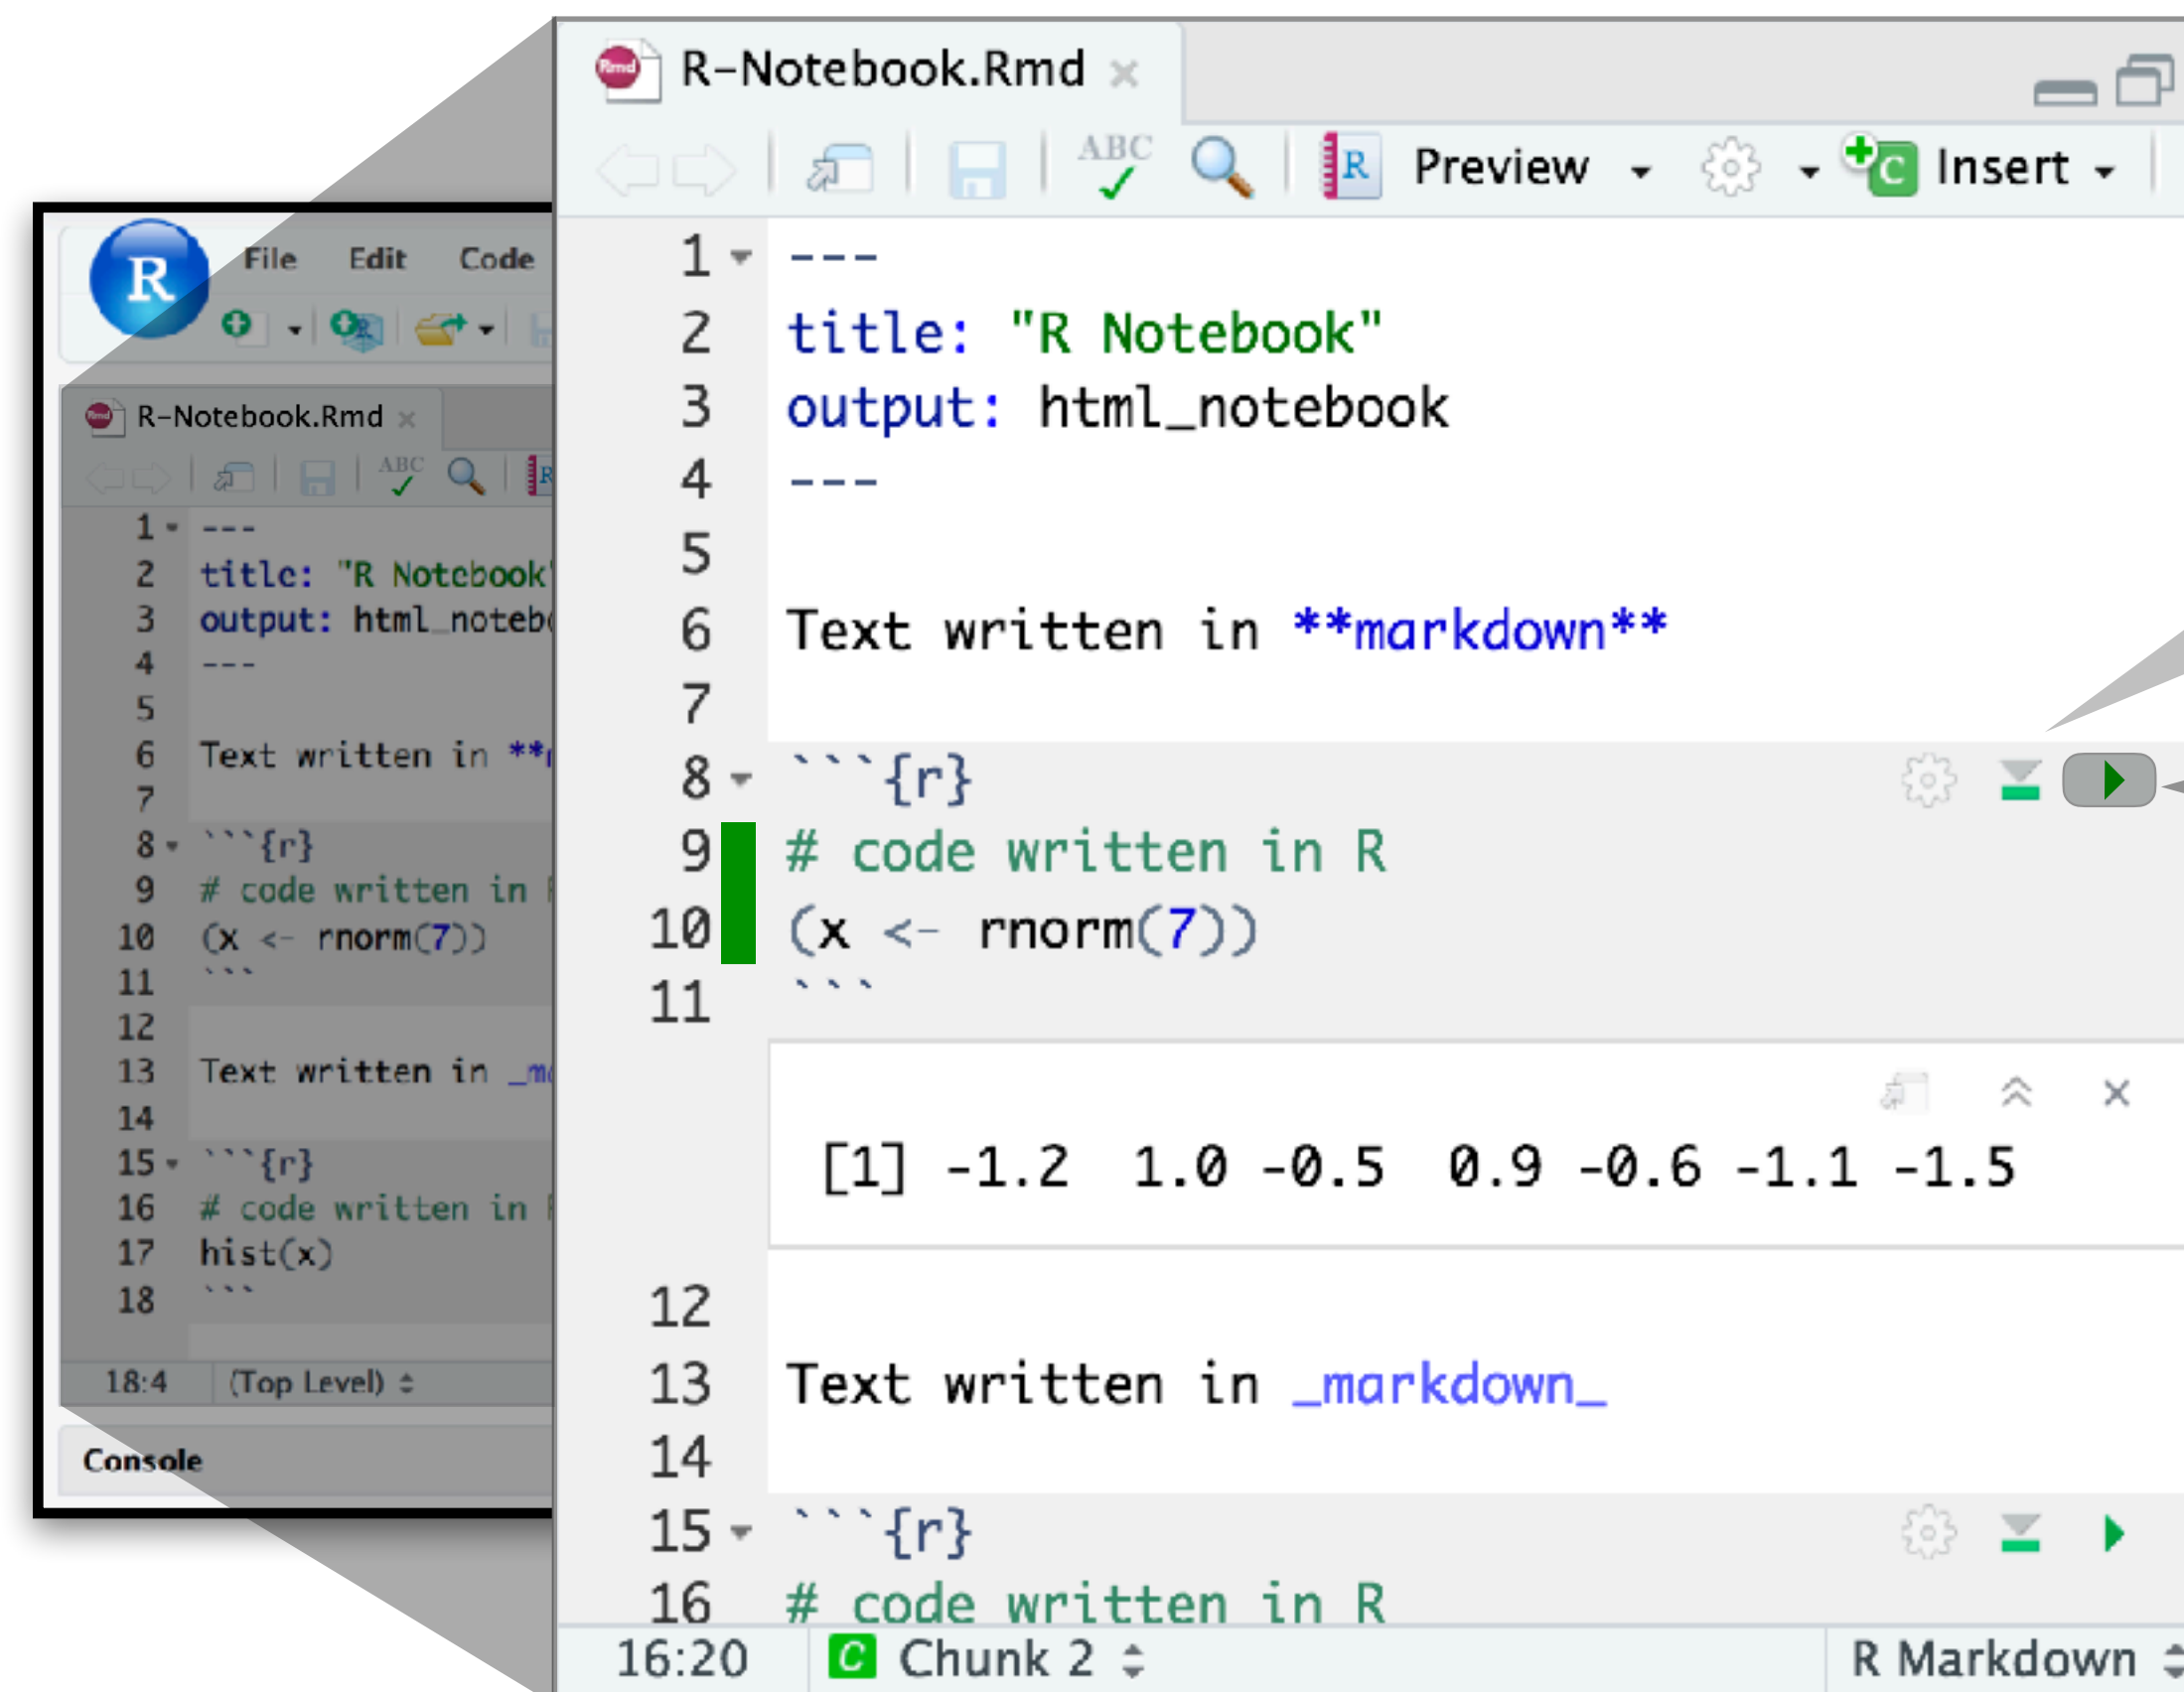 R
File Edit Code
Rmd R-Notebook.Rmd
ABC R
1 ---
2 title: "R Notebook"
3 output: html_noteb
4 ---
5
6 Text written in **
7
8 ```{r}
9 # code written in
10 (x <- rnorm(7))
11 ```
12
13 Text written in _m
14
15 ```{r}
16 # code written in
17 hist(x)
18 ```
18:4 (Top Level)
Console
Rmd R-Notebook.Rmd
ABC R Preview C Insert
1 ---
2 title: "R Notebook"
3 output: html_notebook
4 ---
5
6 Text written in **markdown**
7
8 ```{r}
9 # code written in R
10 (x <- rnorm(7))
11 ```
[1] -1.2 1.0 -0.5 0.9 -0.6 -1.1 -1.5
12
13 Text written in _markdown_
14
15 ```{r}
16 # code written in R
16:20 C Chunk 2 R Markdown